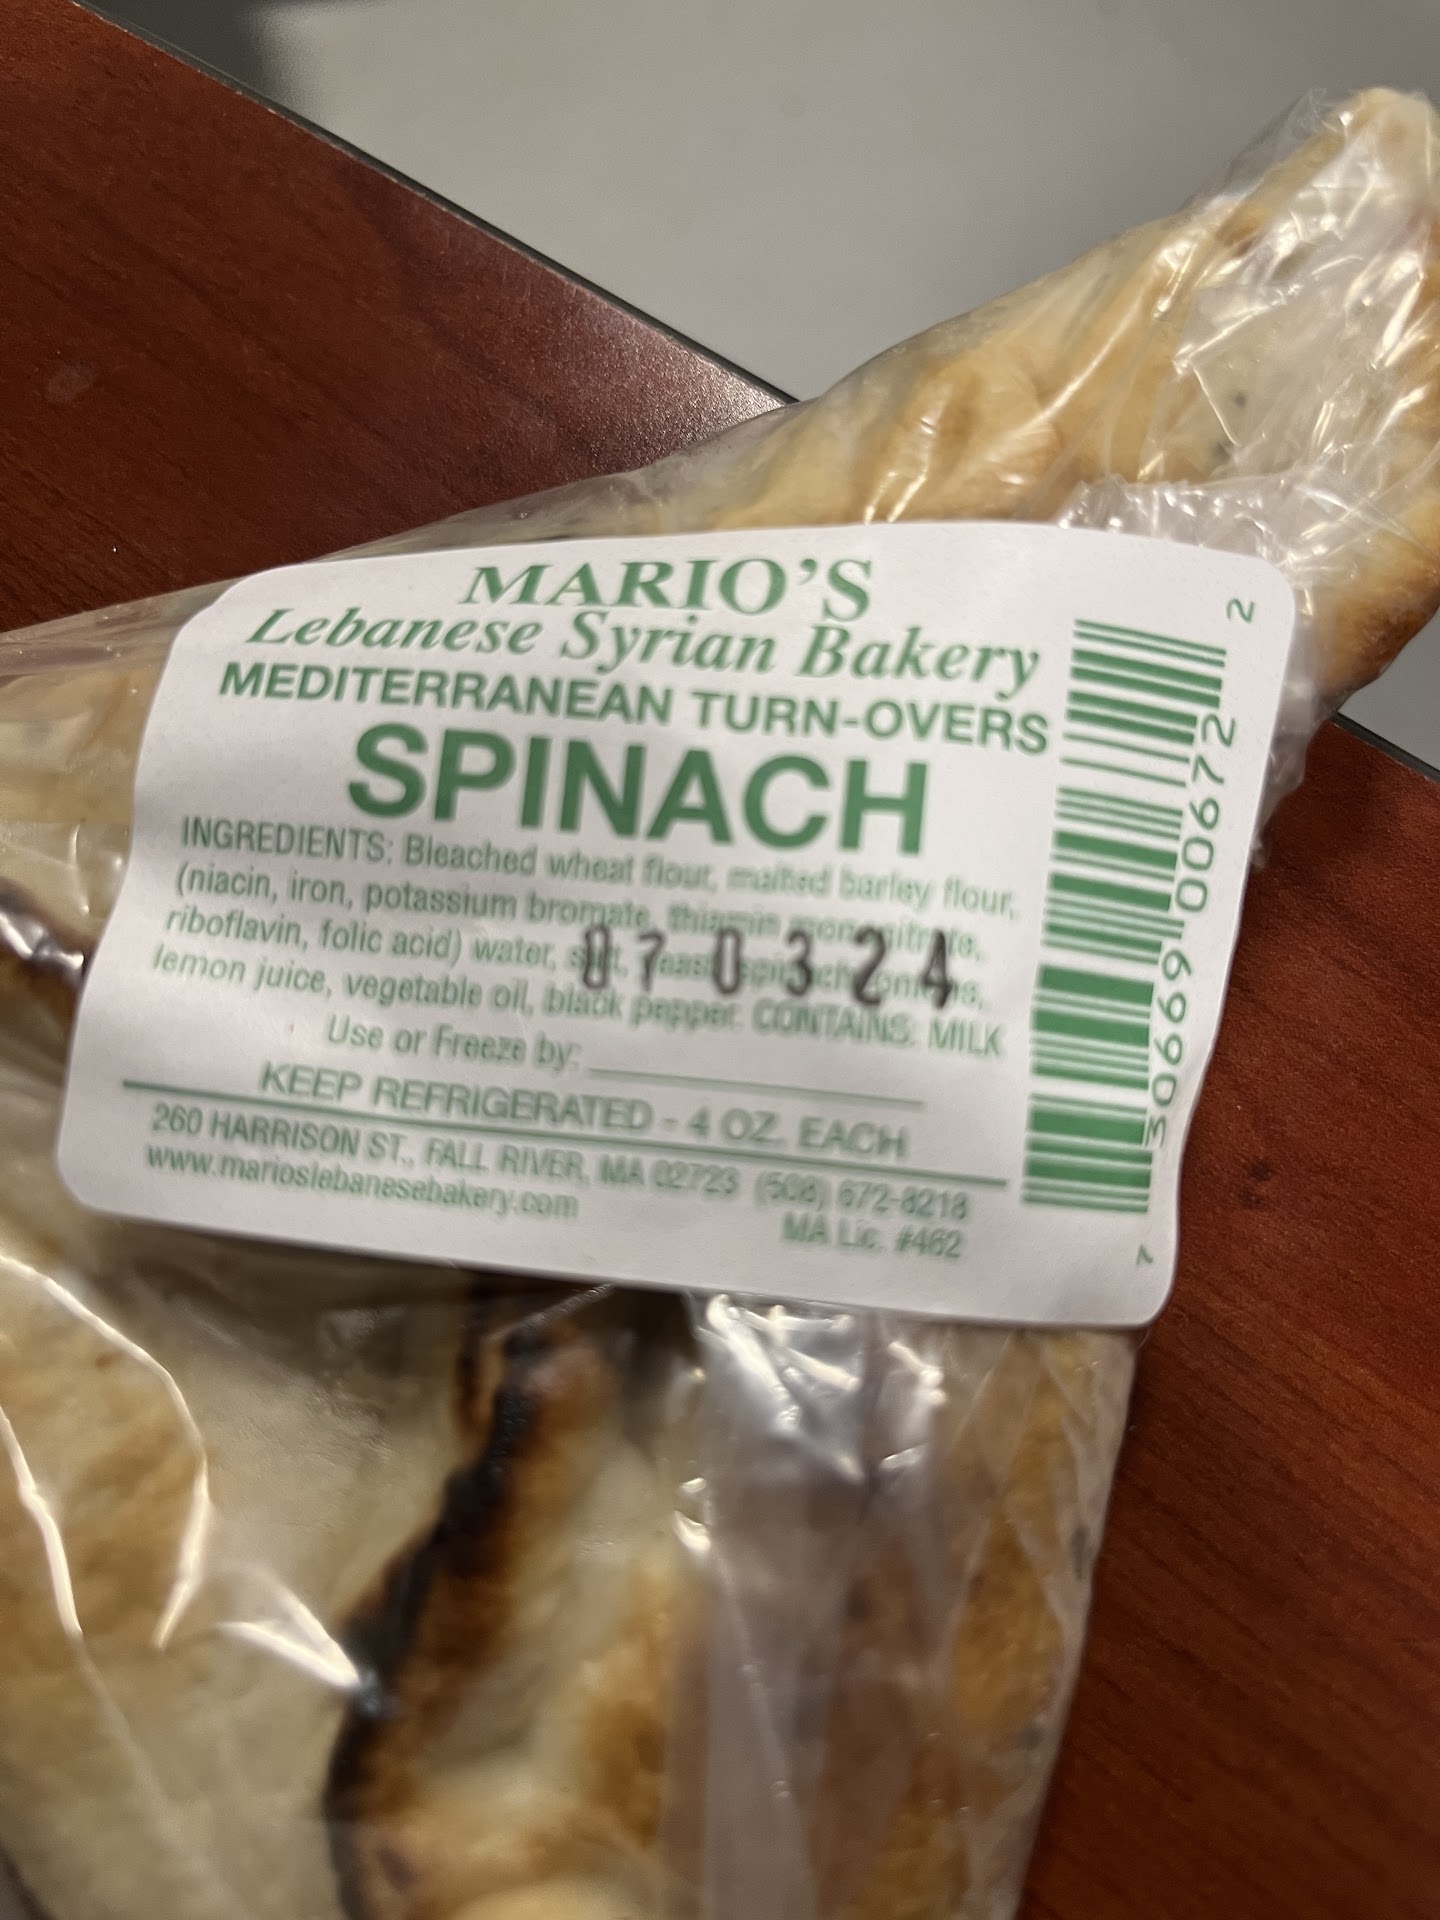 MARIO'S
Lebanese Syrian Bakery
MEDITERRANEAN TURN-OVERS
SPINACH
INGREDIENTS: Bleached wheat flour, malted barley flour,
(niacin, iron, potassium bromate, thiamin mononitrate,
riboflavin, folic acid) water, salt, yeast, spinach, onions,
070324
lemon juice, vegetable oil, black pepper. CONTAINS: MILK
Use or Freeze by:
KEEP REFRIGERATED - 4 OZ. EACH
260 HARRISON ST., FALL RIVER, MA 02723 (508) 672-8218
www.marioslebanesebakery.com
MA Lic. #462
7 30669 00672 2